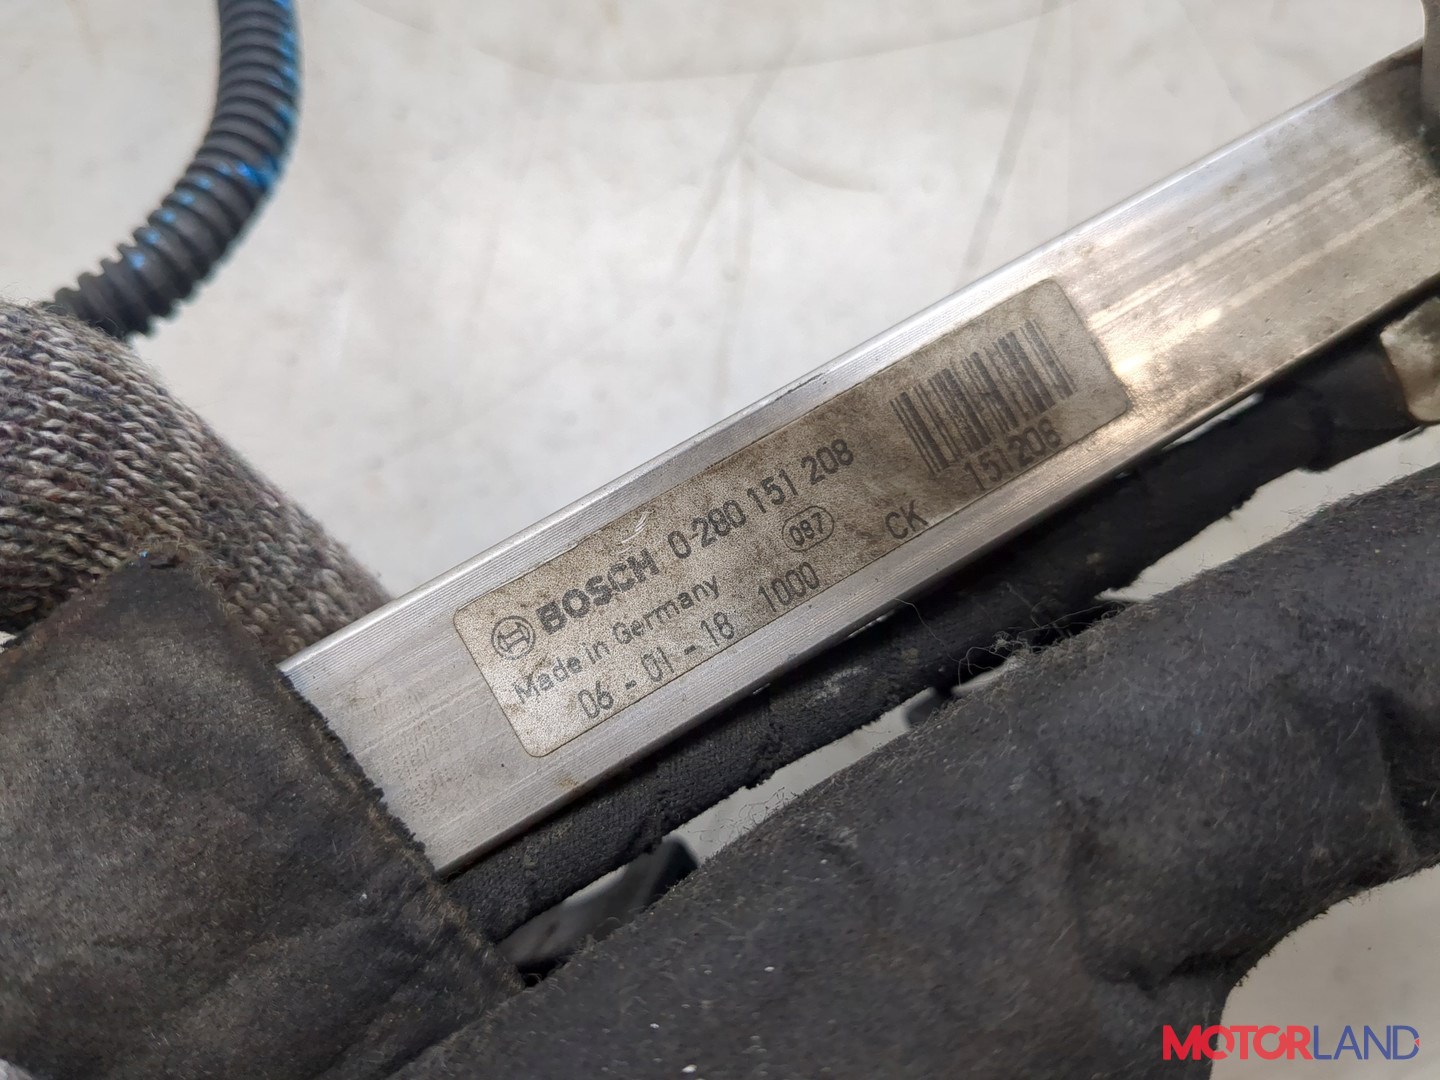 BOSCH 0-280 151 208
Made in Germany 087
06 - 01 - 18 1000 CK
151208
MOTORLAND